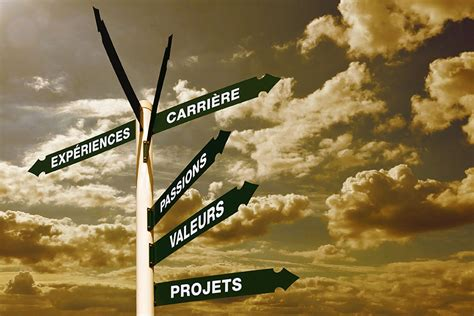 CARRIÈRE
EXPÉRIENCES
PASSIONS
VALEURS
PROJETS